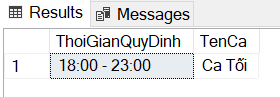 Results Messages
ThoiGianQuyDinh TenCa
1 18:00 - 23:00 Ca Tối